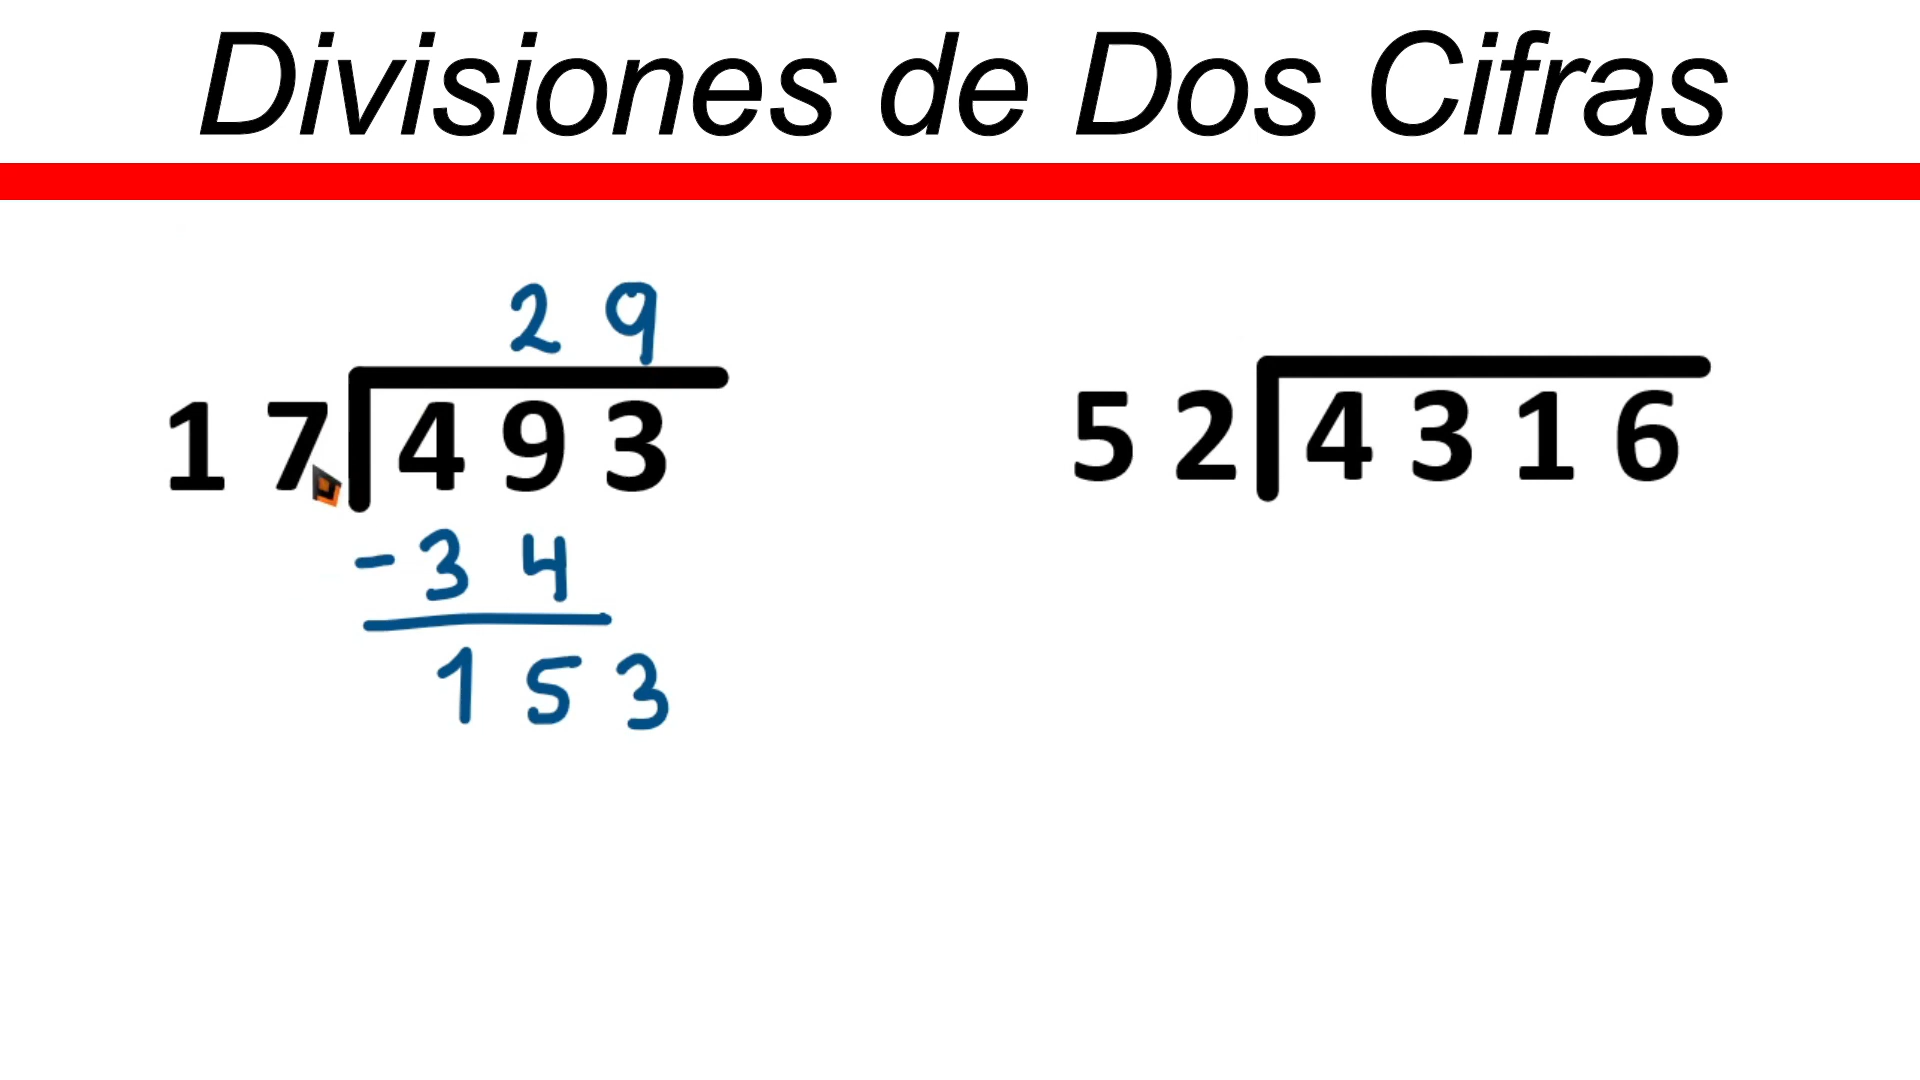 Divisiones de Dos Cifras
2 9
1 7 4 9 3
- 3 4
1 5 3
5 2 4 3 1 6